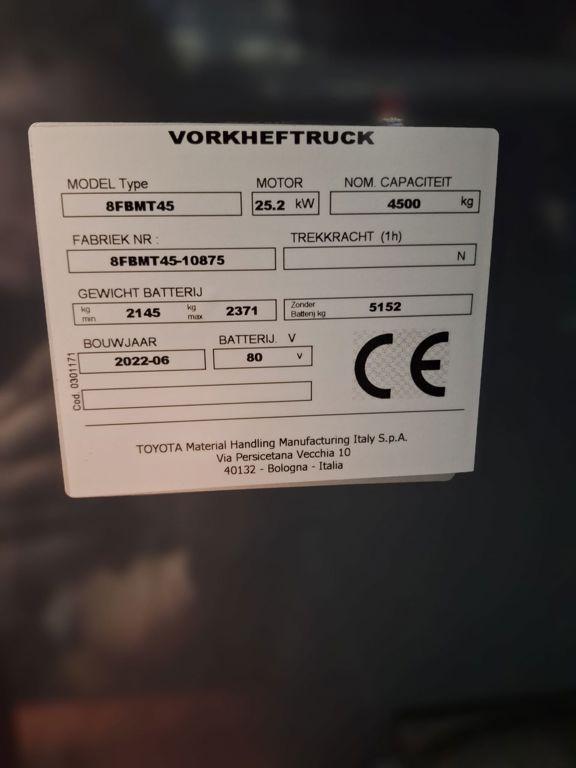 VORKHEFTRUCK
MODEL Type MOTOR NOM. CAPACITEIT
8FBMT45 25.2 kW 4500 kg
FABRIEK NR : TREKKRACHT (1h)
8FBMT45-10875 N
GEWICHT BATTERIJ
kg min 2145 kg max 2371 Zonder Batterij kg 5152
BOUWJAAR BATTERIJ. V
2022-06 80 V
CE
Cod. 0301171
TOYOTA Material Handling Manufacturing Italy S.p.A.
Via Persicetana Vecchia 10
40132 - Bologna - Italia